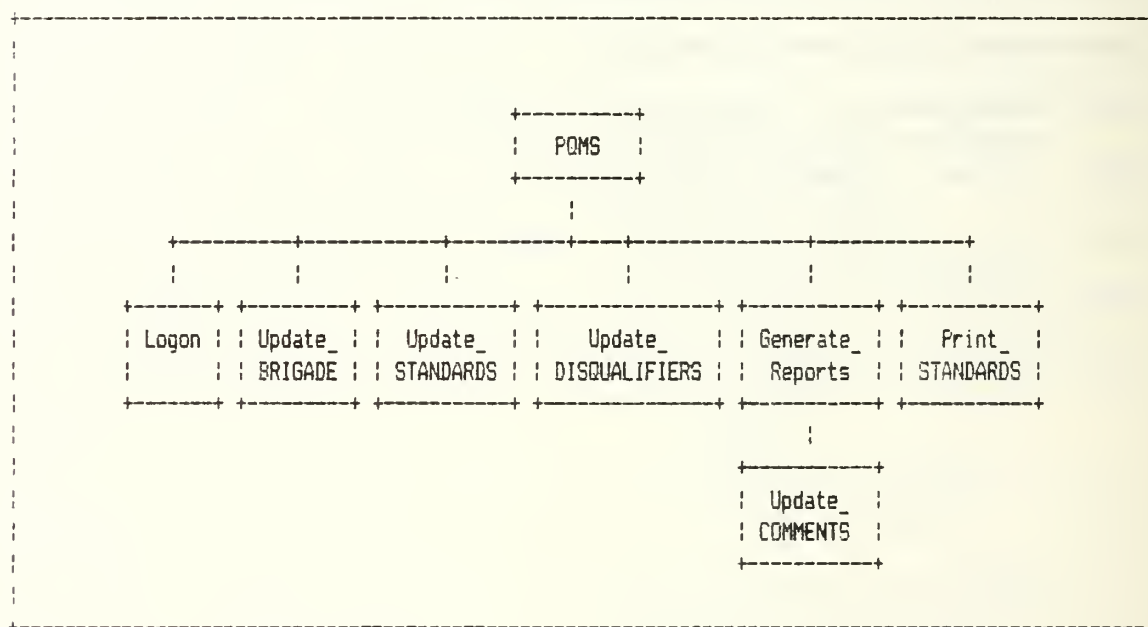 PQMS
Logon
Update_
BRIGADE
Update_
STANDARDS
Update_
DISQUALIFIERS
Generate_
Reports
Print_
STANDARDS
Update_
COMMENTS